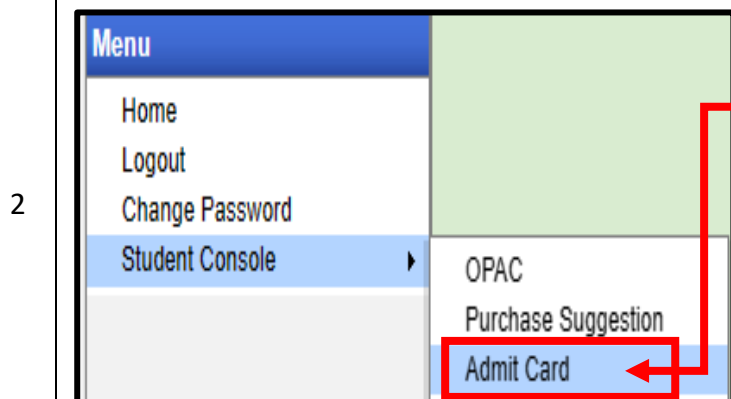 2
Menu
Home
Logout
Change Password
Student Console
OPAC
Purchase Suggestion
Admit Card